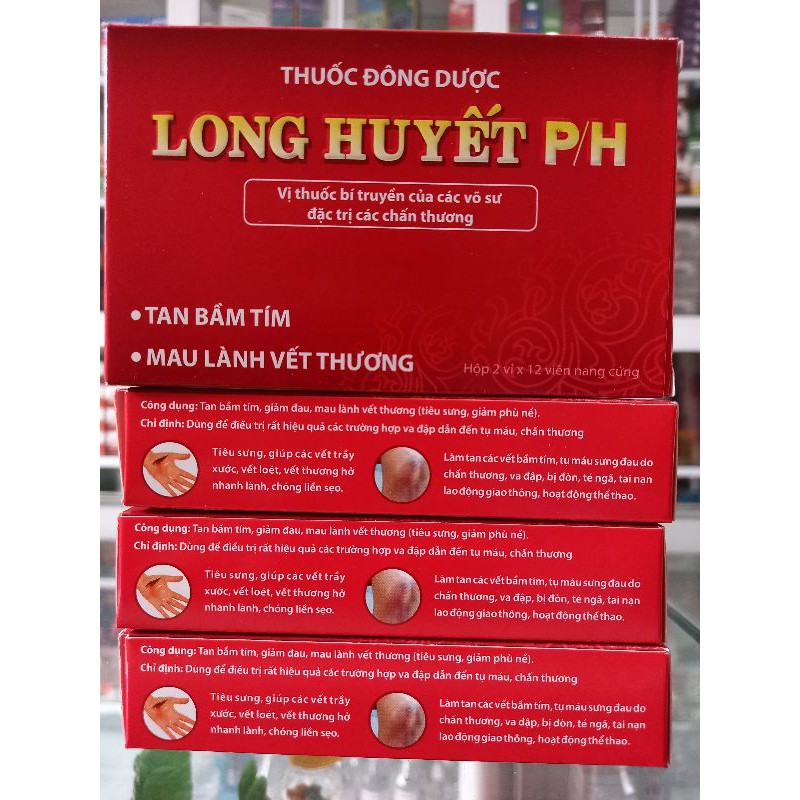 THUỐC ĐÔNG DƯỢC
LONG HUYẾT P/H
Vị thuốc bí truyền của các võ sư
đặc trị các chấn thương
• TAN BẦM TÍM
• MAU LÀNH VẾT THƯƠNG
Hộp 2 vỉ x 12 viên nang cứng
Công dụng: Tan bầm tím, giảm đau, mau lành vết thương (tiêu sưng, giảm phù nề).
Chỉ định: Dùng để điều trị rất hiệu quả các trường hợp va đập dẫn đến tụ máu, chấn thương
Tiêu sưng, giúp các vết trầy
xước, vết loét, vết thương hở
nhanh lành, chóng liền sẹo.
Làm tan các vết bầm tím, tụ máu sưng đau do
chấn thương, va đập, bị đòn, té ngã, tai nạn
lao động giao thông, hoạt động thể thao.
Công dụng: Tan bầm tím, giảm đau, mau lành vết thương (tiêu sưng, giảm phù nề).
Chỉ định: Dùng để điều trị rất hiệu quả các trường hợp va đập dẫn đến tụ máu, chấn thương
Tiêu sưng, giúp các vết trầy
xước, vết loét, vết thương hở
nhanh lành, chóng liền sẹo.
Làm tan các vết bầm tím, tụ máu sưng đau do
chấn thương, va đập, bị đòn, té ngã, tai nạn
lao động giao thông, hoạt động thể thao.
Công dụng: Tan bầm tím, giảm đau, mau lành vết thương (tiêu sưng, giảm phù nề).
Chỉ định: Dùng để điều trị rất hiệu quả các trường hợp va đập dẫn đến tụ máu, chấn thương
Tiêu sưng, giúp các vết trầy
xước, vết loét, vết thương hở
nhanh lành, chóng liền sẹo.
Làm tan các vết bầm tím, tụ máu sưng đau do
chấn thương, va đập, bị đòn, té ngã, tai nạn
lao động giao thông, hoạt động thể thao.